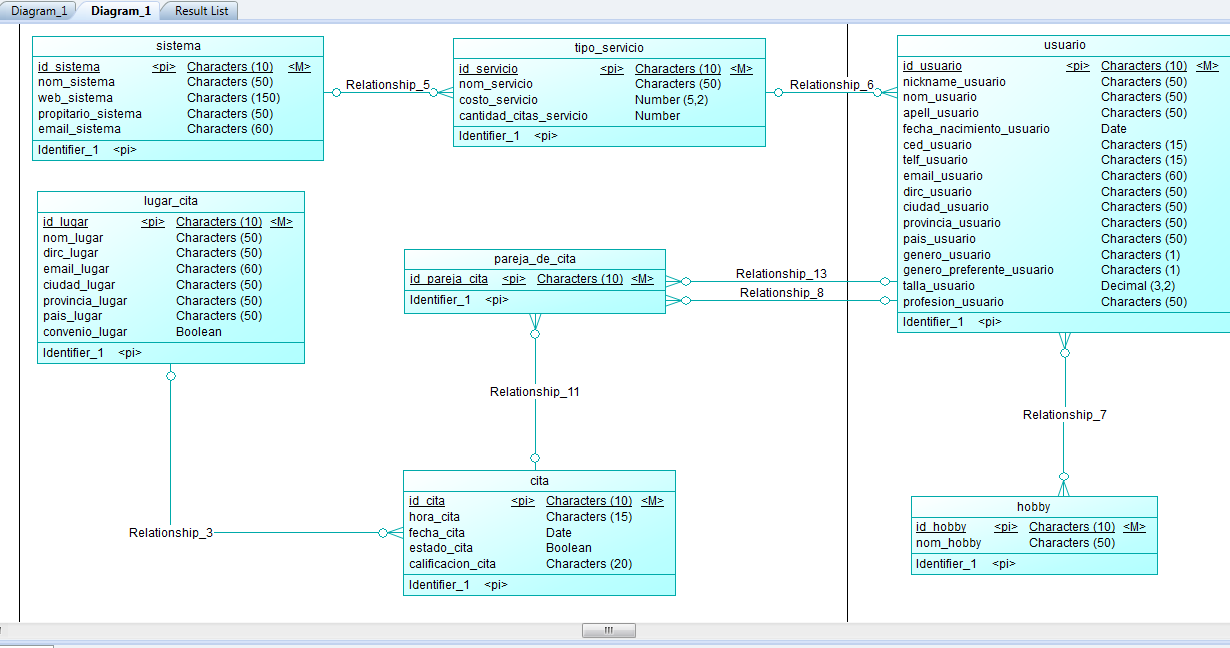 Diagram_1 Diagram_1 Result List
sistema
id_sistema <pi> Characters (10) <M>
nom_sistema Characters (50)
web_sistema Characters (150)
propitario_sistema Characters (50)
email_sistema Characters (60)
Identifier_1 <pi>
Relationship_5
tipo_servicio
id_servicio <pi> Characters (10) <M>
nom_servicio Characters (50)
costo_servicio Number (5,2)
cantidad_citas_servicio Number
Identifier_1 <pi>
Relationship_6
usuario
id_usuario <pi> Characters (10) <M>
nickname_usuario Characters (50)
nom_usuario Characters (50)
apell_usuario Characters (50)
fecha_nacimiento_usuario Date
ced_usuario Characters (15)
telf_usuario Characters (15)
email_usuario Characters (60)
dirc_usuario Characters (50)
ciudad_usuario Characters (50)
provincia_usuario Characters (50)
pais_usuario Characters (50)
genero_usuario Characters (1)
genero_preferente_usuario Characters (1)
talla_usuario Decimal (3,2)
profesion_usuario Characters (50)
Identifier_1 <pi>
lugar_cita
id_lugar <pi> Characters (10) <M>
nom_lugar Characters (50)
dirc_lugar Characters (50)
email_lugar Characters (60)
ciudad_lugar Characters (50)
provincia_lugar Characters (50)
pais_lugar Characters (50)
convenio_lugar Boolean
Identifier_1 <pi>
pareja_de_cita
id_pareja_cita <pi> Characters (10) <M>
Identifier_1 <pi>
Relationship_13
Relationship_8
Relationship_11
Relationship_7
Relationship_3
cita
id_cita <pi> Characters (10) <M>
hora_cita Characters (15)
fecha_cita Date
estado_cita Boolean
calificacion_cita Characters (20)
Identifier_1 <pi>
hobby
id_hobby <pi> Characters (10) <M>
nom_hobby Characters (50)
Identifier_1 <pi>